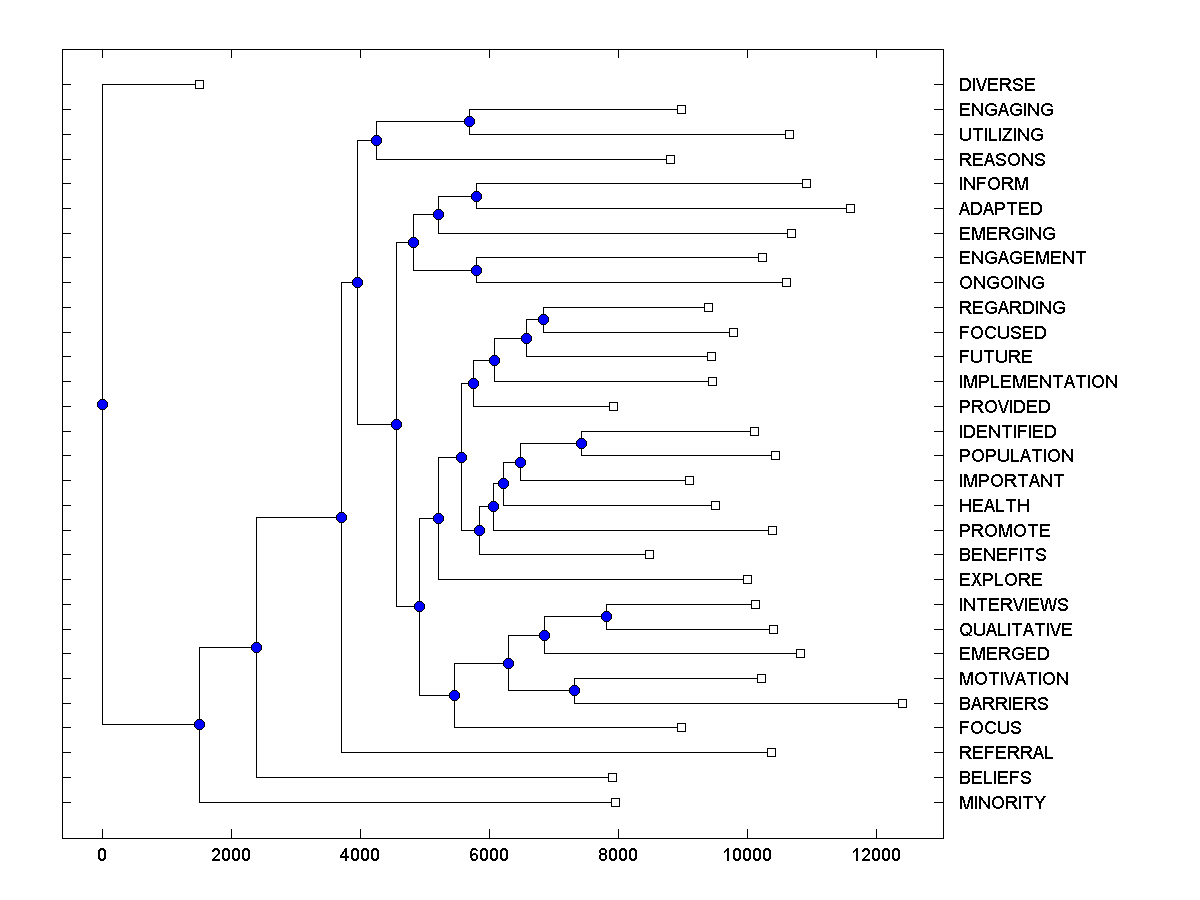 DIVERSE
ENGAGING
UTILIZING
REASONS
INFORM
ADAPTED
EMERGING
ENGAGEMENT
ONGOING
REGARDING
FOCUSED
FUTURE
IMPLEMENTATION
PROVIDED
IDENTIFIED
POPULATION
IMPORTANT
HEALTH
PROMOTE
BENEFITS
EXPLORE
INTERVIEWS
QUALITATIVE
EMERGED
MOTIVATION
BARRIERS
FOCUS
REFERRAL
BELIEFS
MINORITY
0 2000 4000 6000 8000 10000 12000